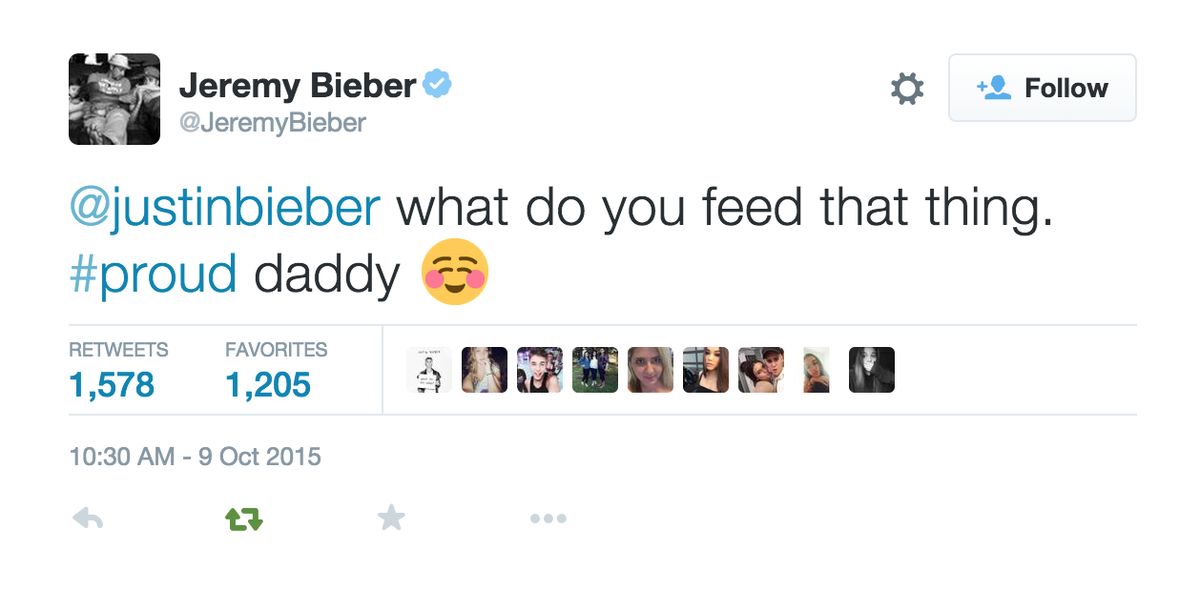 Jeremy Bieber
@JeremyBieber
Follow
@justinbieber what do you feed that thing.
#proud daddy ☺️
RETWEETS FAVORITES
1,578 1,205
10:30 AM - 9 Oct 2015